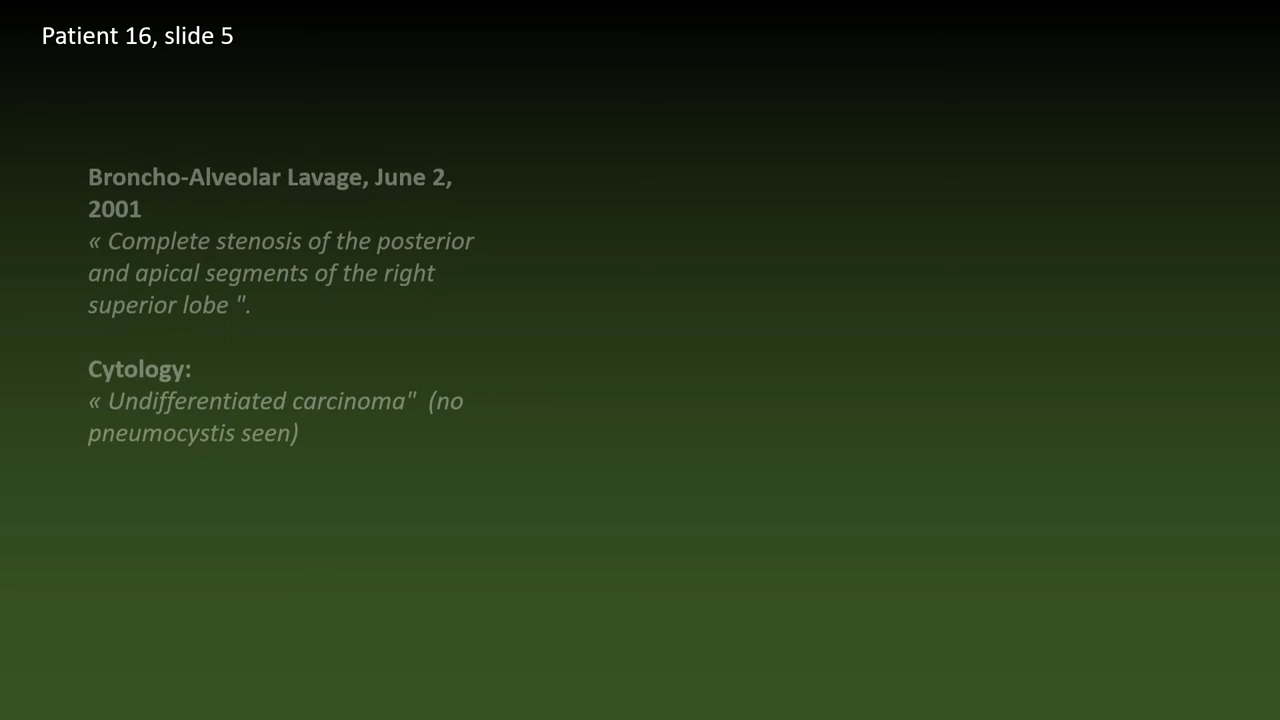 Patient 16, slide 5
Broncho-Alveolar Lavage, June 2,
2001
« Complete stenosis of the posterior
and apical segments of the right
superior lobe ".
Cytology:
« Undifferentiated carcinoma"  (no
pneumocystis seen)